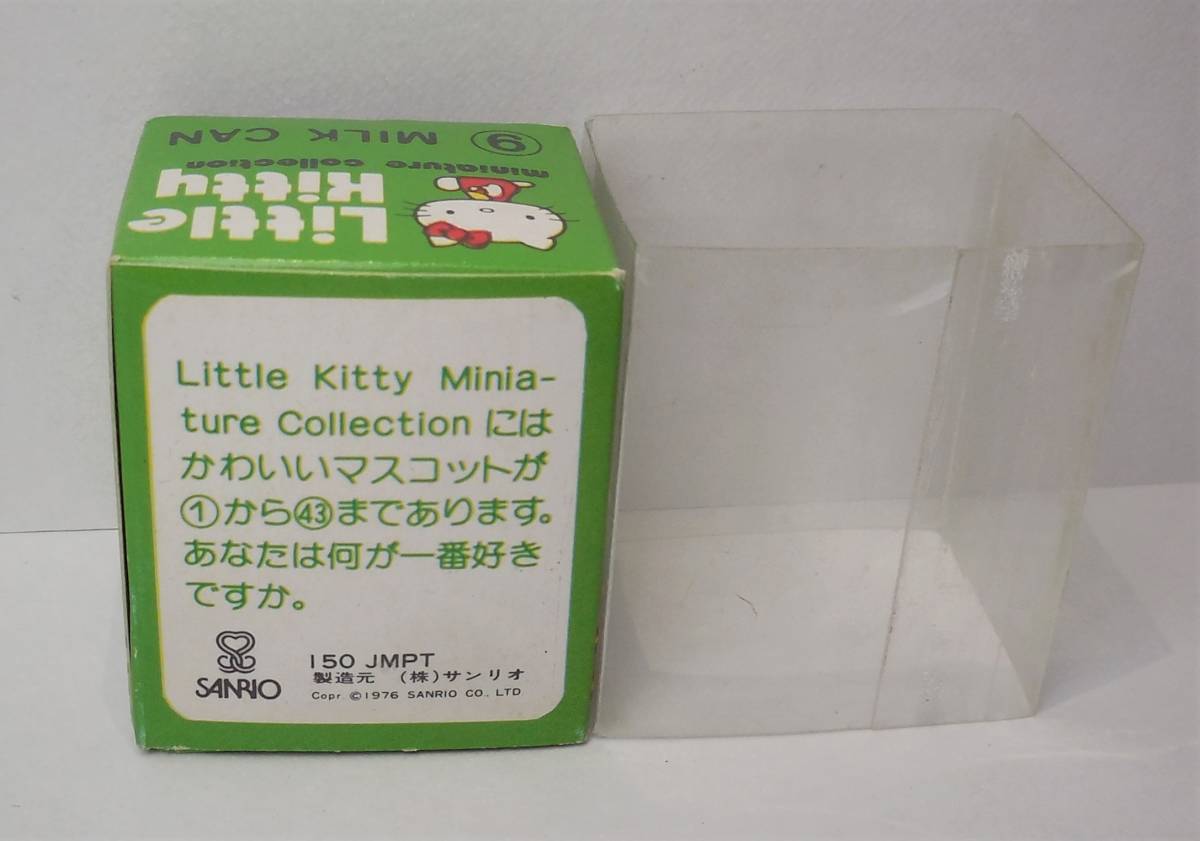 Little
Kitty
miniature collection
⑨ MILK CAN
Little Kitty Minia-
ture Collection には
かわいいマスコットが
①から㊸まであります。
あなたは何が一番好き
ですか。
SANRIO
150 JMPT
製造元 (株)サンリオ
Copr. ©1976 SANRIO CO., LTD